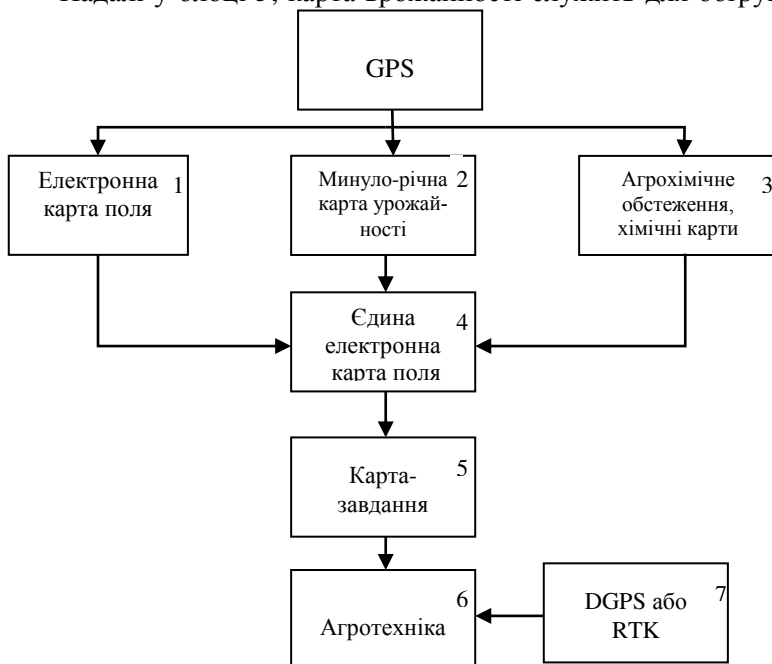 GPS
Електронна 1
карта поля
Минуло-річна 2
карта урожай-
ності
Агрохімічне
обстеження, 3
хімічні карти
Єдина 4
електронна
карта поля
Карта- 5
завдання
6
Агротехніка
DGPS або 7
RTK